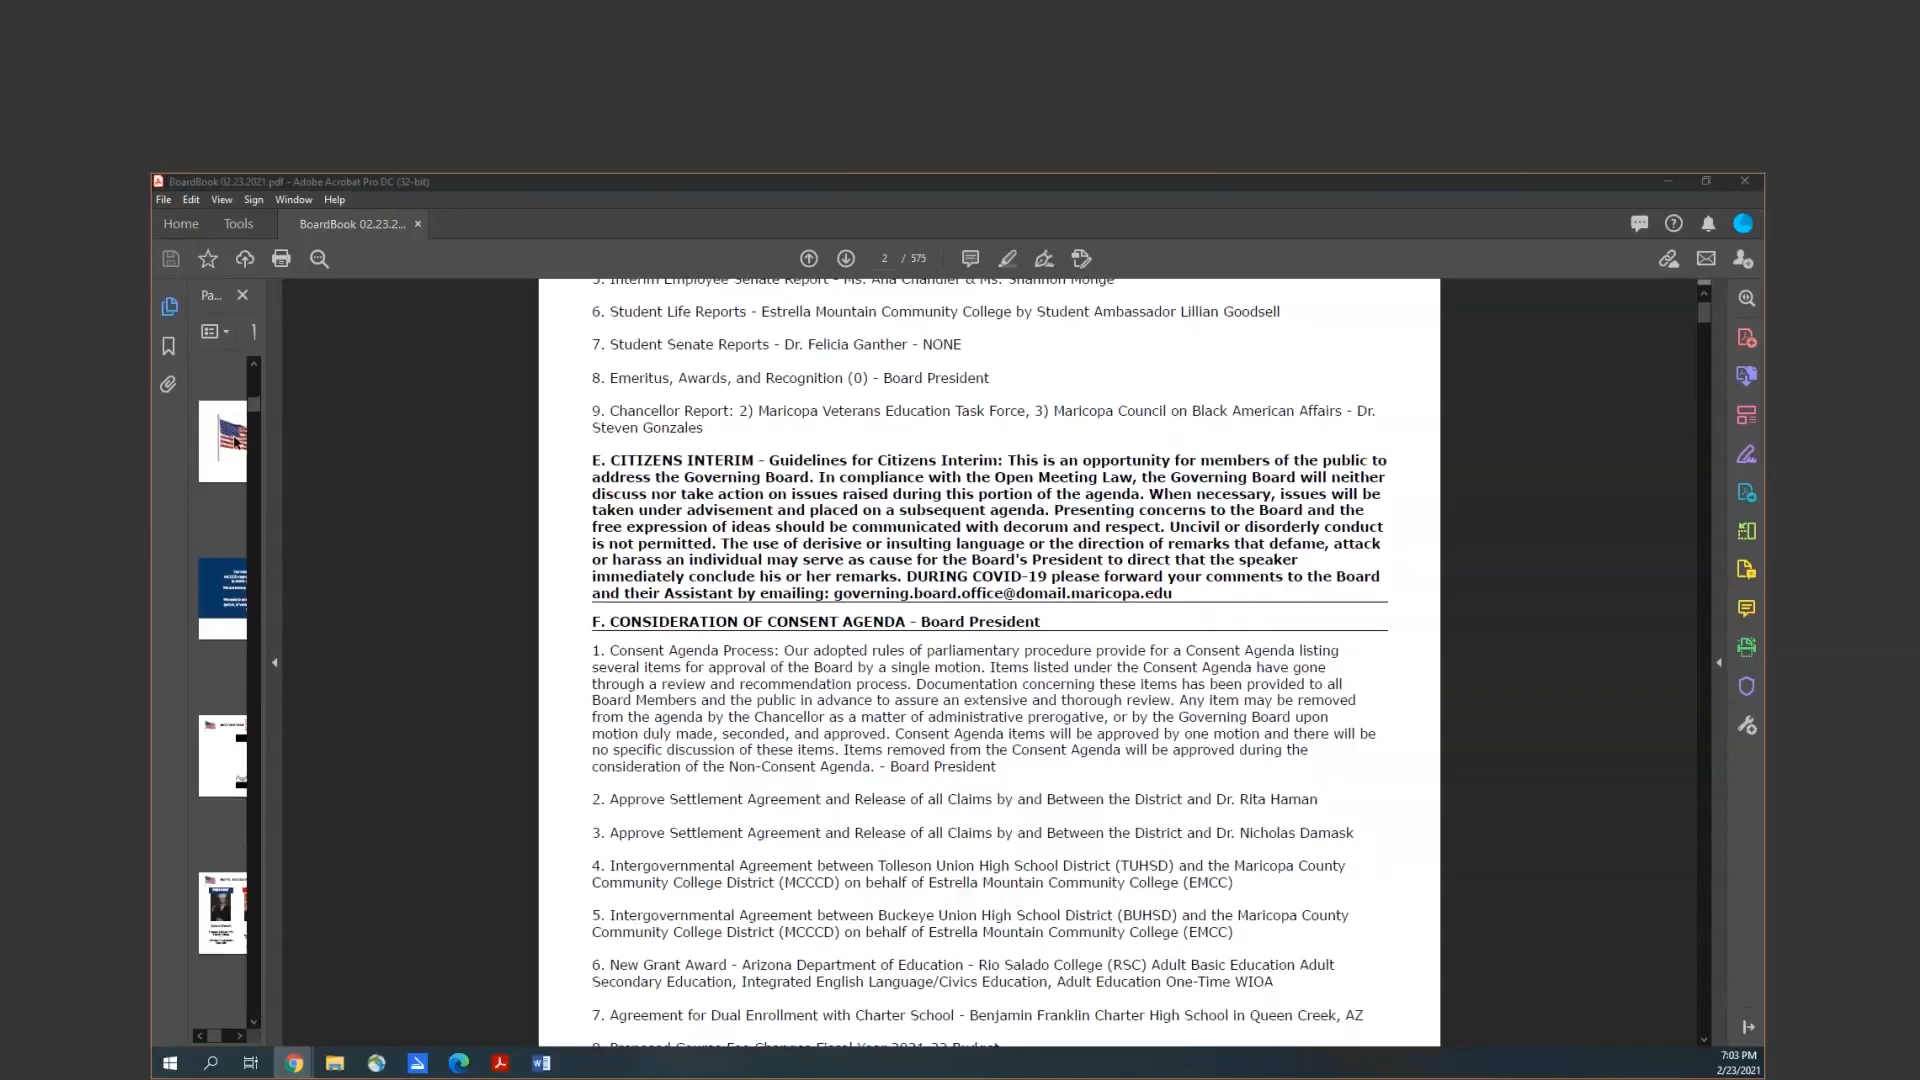 BoardBook 02.23.2021.pdf - Adobe Acrobat Pro DC (32-bit)
File Edit View Sign Window Help
Home Tools BoardBook 02.23.2... ×
2 / 575
Pa...
5. Interim Employee Senate Report - Ms. Ana Chandler & Ms. Shannon Monge
6. Student Life Reports - Estrella Mountain Community College by Student Ambassador Lillian Goodsell
7. Student Senate Reports - Dr. Felicia Ganther - NONE
8. Emeritus, Awards, and Recognition (0) - Board President
9. Chancellor Report: 2) Maricopa Veterans Education Task Force, 3) Maricopa Council on Black American Affairs - Dr.
Steven Gonzales
E. CITIZENS INTERIM - Guidelines for Citizens Interim: This is an opportunity for members of the public to
address the Governing Board. In compliance with the Open Meeting Law, the Governing Board will neither
discuss nor take action on issues raised during this portion of the agenda. When necessary, issues will be
taken under advisement and placed on a subsequent agenda. Presenting concerns to the Board and the
free expression of ideas should be communicated with decorum and respect. Uncivil or disorderly conduct
is not permitted. The use of derisive or insulting language or the direction of remarks that defame, attack
or harass an individual may serve as cause for the Board's President to direct that the speaker
immediately conclude his or her remarks. DURING COVID-19 please forward your comments to the Board
and their Assistant by emailing: governing.board.office@domail.maricopa.edu
F. CONSIDERATION OF CONSENT AGENDA - Board President
1. Consent Agenda Process: Our adopted rules of parliamentary procedure provide for a Consent Agenda listing
several items for approval of the Board by a single motion. Items listed under the Consent Agenda have gone
through a review and recommendation process. Documentation concerning these items has been provided to all
Board Members and the public in advance to assure an extensive and thorough review. Any item may be removed
from the agenda by the Chancellor as a matter of administrative prerogative, or by the Governing Board upon
motion duly made, seconded, and approved. Consent Agenda items will be approved by one motion and there will be
no specific discussion of these items. Items removed from the Consent Agenda will be approved during the
consideration of the Non-Consent Agenda. - Board President
2. Approve Settlement Agreement and Release of all Claims by and Between the District and Dr. Rita Haman
3. Approve Settlement Agreement and Release of all Claims by and Between the District and Dr. Nicholas Damask
4. Intergovernmental Agreement between Tolleson Union High School District (TUHSD) and the Maricopa County
Community College District (MCCCD) on behalf of Estrella Mountain Community College (EMCC)
5. Intergovernmental Agreement between Buckeye Union High School District (BUHSD) and the Maricopa County
Community College District (MCCCD) on behalf of Estrella Mountain Community College (EMCC)
6. New Grant Award - Arizona Department of Education - Rio Salado College (RSC) Adult Basic Education Adult
Secondary Education, Integrated English Language/Civics Education, Adult Education One-Time WIOA
7. Agreement for Dual Enrollment with Charter School - Benjamin Franklin Charter High School in Queen Creek, AZ
8. Proposed Course Fee Changes Fiscal Year 2021-22 Budget
7:03 PM
2/23/2021